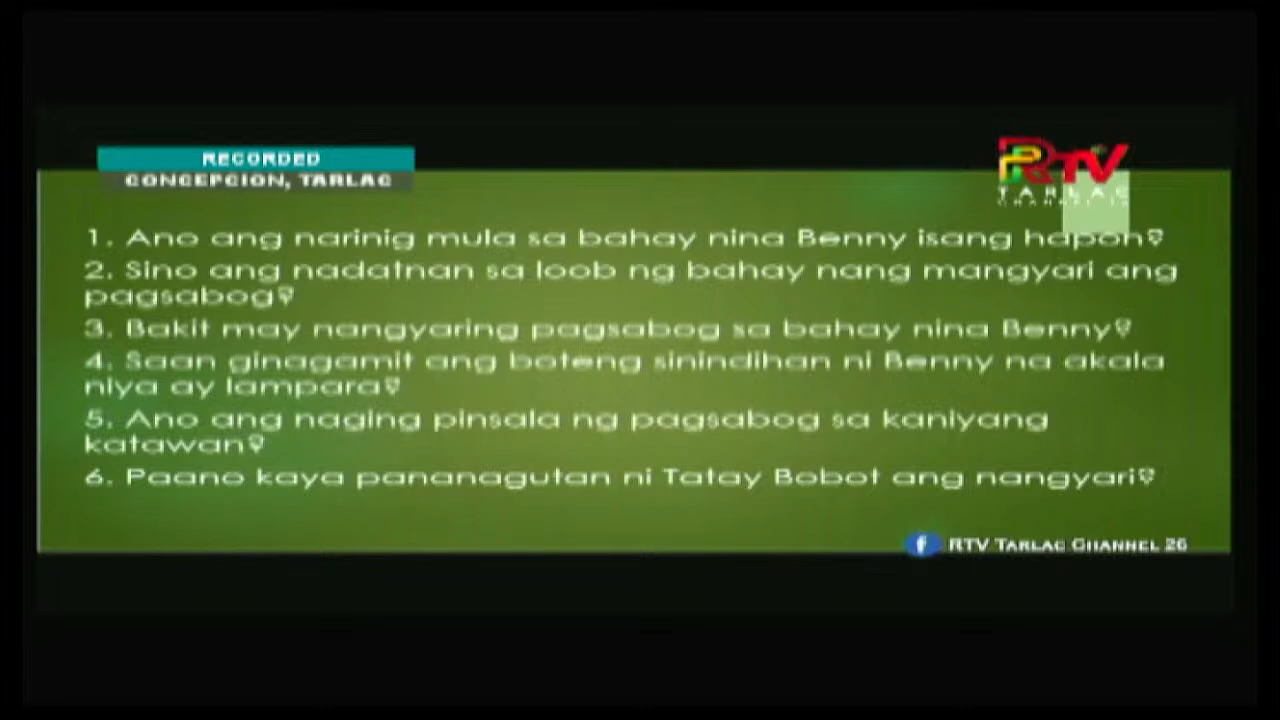 RECORDED
CONCEPCION, TARLAC
RTV
TARLAC
1. Ano ang narinig mula sa bahay nina Benny isang hapon?
2. Sino ang nadatnan sa loob ng bahay nang mangyari ang
pagsabog?
3. Bakit may nangyaring pagsabog sa bahay nina Benny?
4. Saan ginagamit ang boteng sinindihan ni Benny na akala
niya ay lampara?
5. Ano ang naging pinsala ng pagsabog sa kaniyang
katawan?
6. Paano kaya pananagutan ni Tatay Bobot ang nangyari?
f RTV TARLAC CHANNEL 26